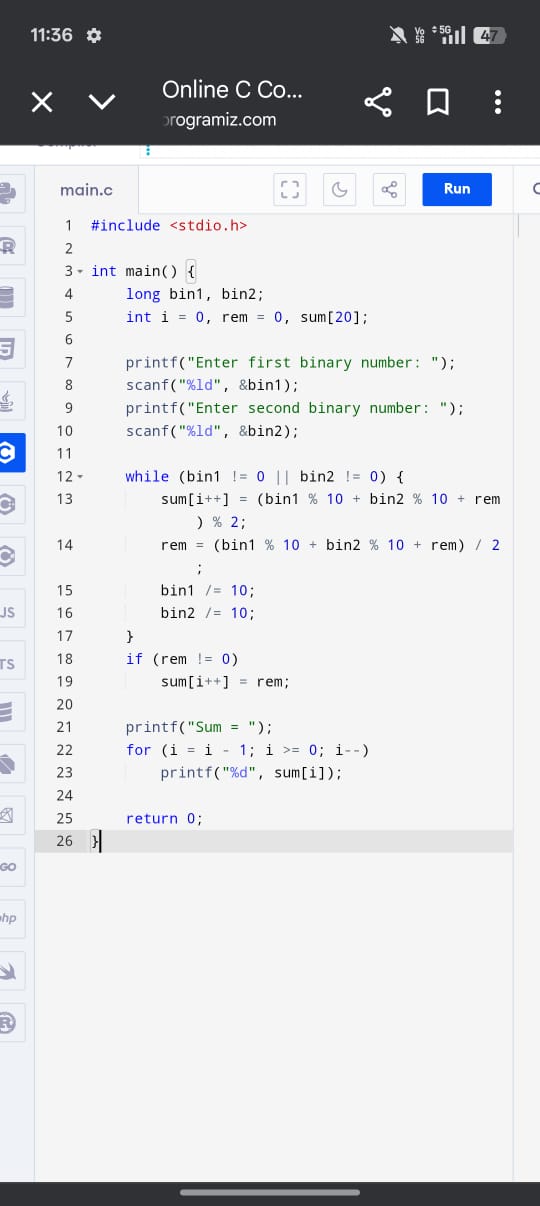 11:36
Vo
5G
5G
47
Online C Co...
programiz.com
main.c
Run
1 #include <stdio.h>
2
3 int main() {
4 long bin1, bin2;
5 int i = 0, rem = 0, sum[20];
6
7 printf("Enter first binary number: ");
8 scanf("%ld", &bin1);
9 printf("Enter second binary number: ");
10 scanf("%ld", &bin2);
11
12 while (bin1 != 0 || bin2 != 0) {
13 sum[i++] = (bin1 % 10 + bin2 % 10 + rem
) % 2;
14 rem = (bin1 % 10 + bin2 % 10 + rem) / 2
;
15 bin1 /= 10;
16 bin2 /= 10;
17 }
18 if (rem != 0)
19 sum[i++] = rem;
20
21 printf("Sum = ");
22 for (i = i - 1; i >= 0; i--)
23 printf("%d", sum[i]);
24
25 return 0;
26 }
R
5
C
C
JS
TS
GO
php